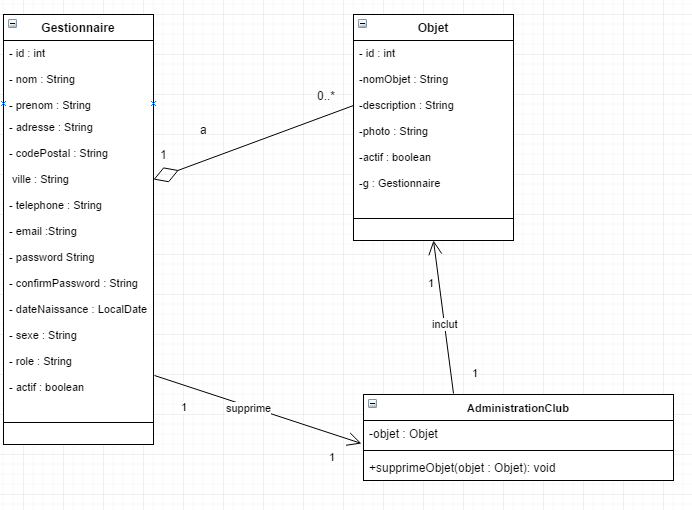 Gestionnaire
- id : int
- nom : String
- prenom : String
- adresse : String
- codePostal : String
ville : String
- telephone : String
- email :String
- password String
- confirmPassword : String
- dateNaissance : LocalDate
- sexe : String
- role : String
- actif : boolean
a
1
0..*
Objet
- id : int
-nomObjet : String
-description : String
-photo : String
-actif : boolean
-g : Gestionnaire
1
inclut
1
1
supprime
1
AdministrationClub
-objet : Objet
+supprimeObjet(objet : Objet): void